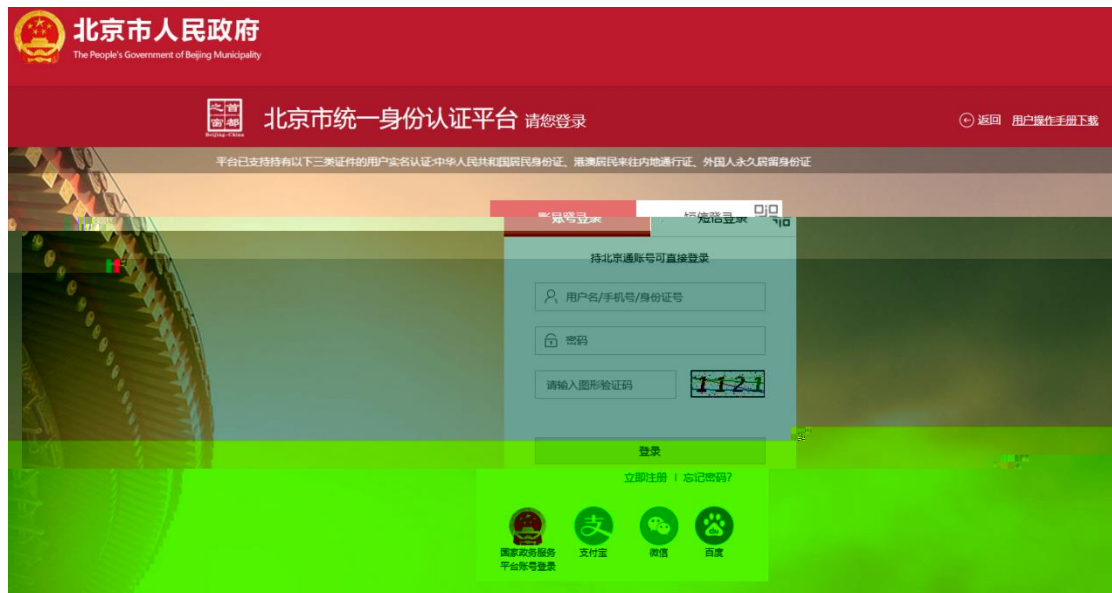 北京市人民政府
The People's Government of Beijing Municipality
首都之窗
Beijing-China
北京市统一身份认证平台 请您登录
返回 用户操作手册下载
平台已支持持有以下三类证件的用户实名认证:中华人民共和国居民身份证、港澳居民来往内地通行证、外国人永久居留身份证
账号登录 短信登录
持北京通账号可直接登录
用户名/手机号/身份证号
密码
请输入图形验证码 1121
登录
立即注册 | 忘记密码?
国家政务服务 支付宝 微信 百度
平台账号登录